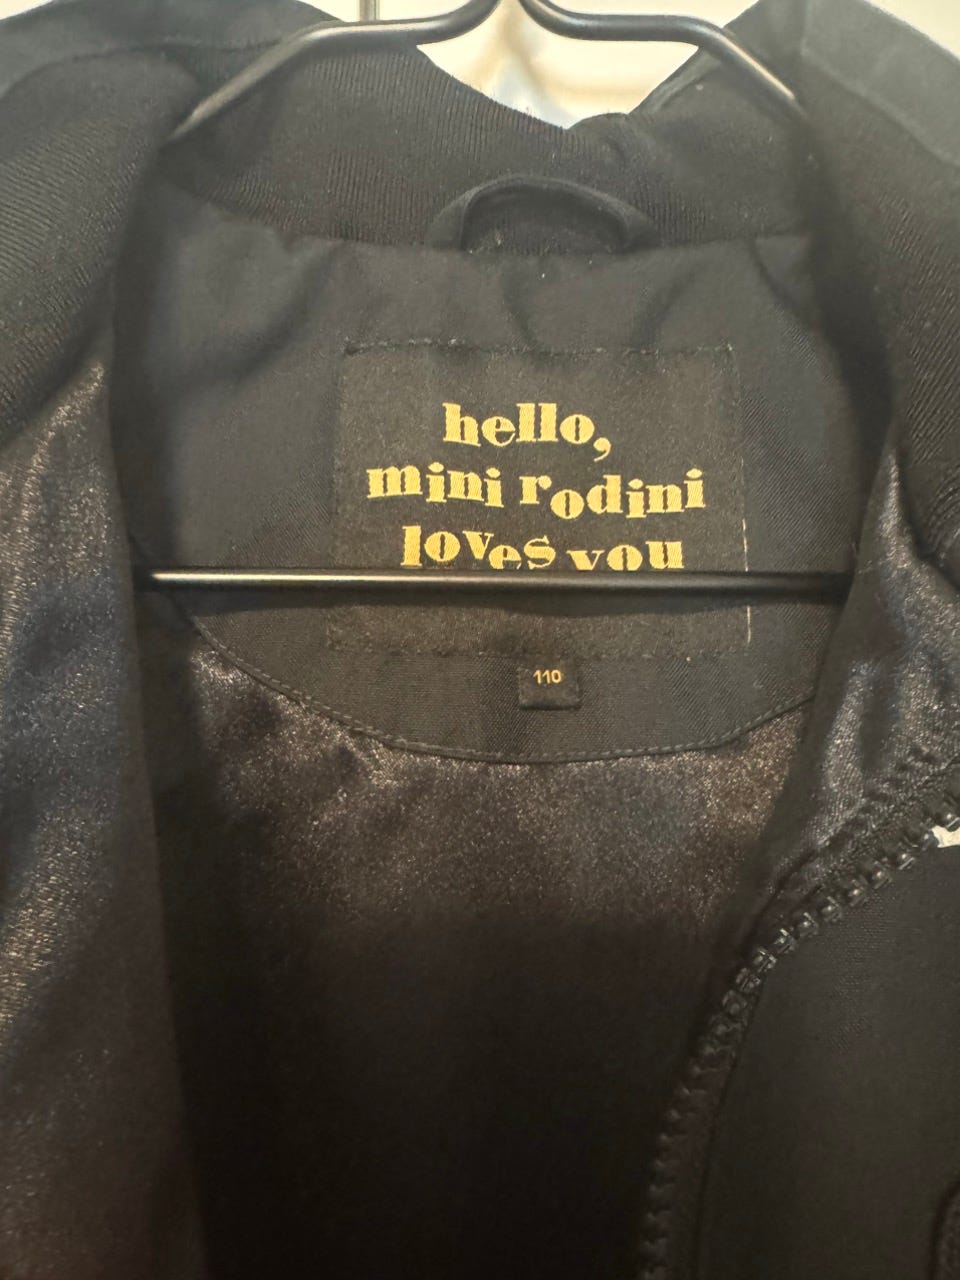 hello,
mini rodini
loves you
110